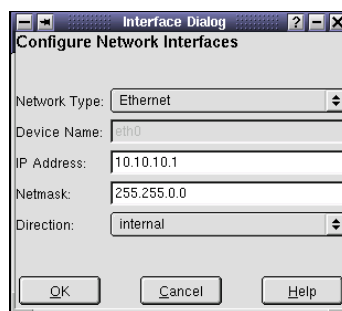 Interface Dialog
Configure Network Interfaces
Network Type: Ethernet
Device Name: eth0
IP Address: 10.10.10.1
Netmask: 255.255.0.0
Direction: internal
OK Cancel Help